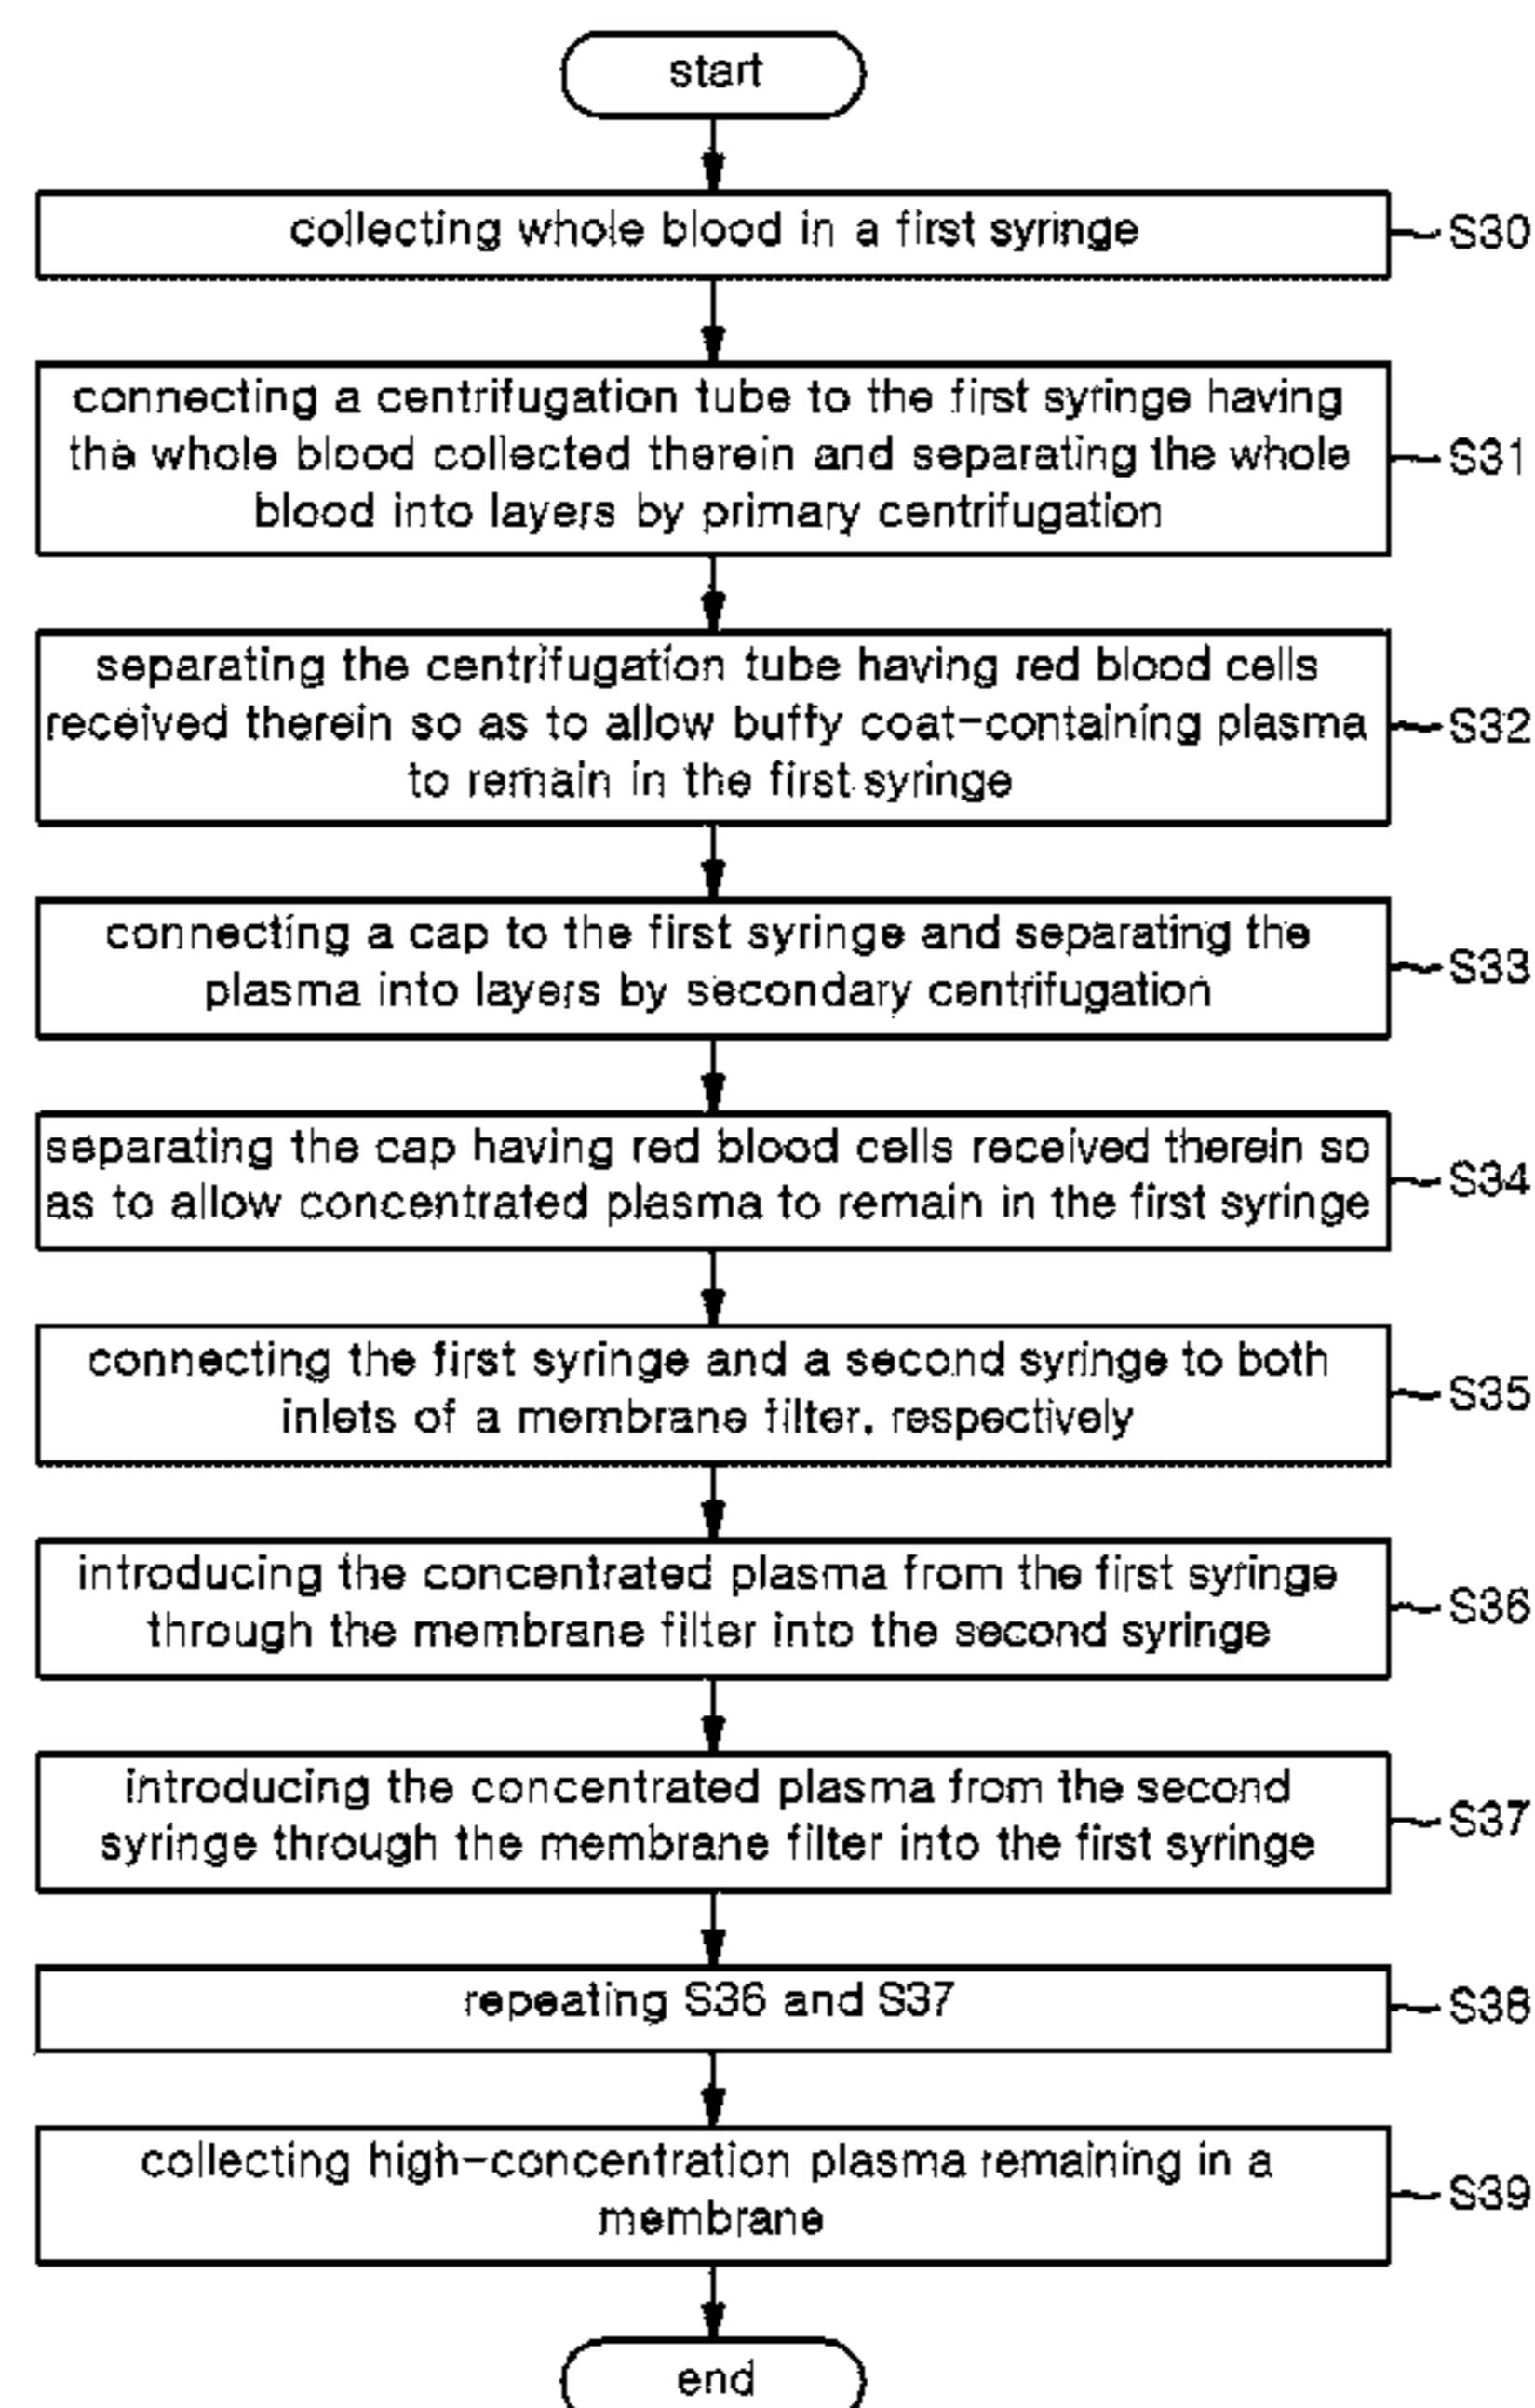 start
collecting whole blood in a first syringe
S30
connecting a centrifugation tube to the first syringe having
the whole blood collected therein and separating the whole
blood into layers by primary centrifugation
S31
separating the centrifugation tube having red blood cells
received therein so as to allow buffy coat-containing plasma
to remain in the first syringe
S32
connecting a cap to the first syringe and separating the
plasma into layers by secondary centrifugation
S33
separating the cap having red blood cells received therein so
as to allow concentrated plasma to remain in the first syringe
S34
connecting the first syringe and a second syringe to both
inlets of a membrane filter, respectively
S35
introducing the concentrated plasma from the first syringe
through the membrane filter into the second syringe
S36
introducing the concentrated plasma from the second
syringe through the membrane filter into the first syringe
S37
repeating S36 and S37
S38
collecting high-concentration plasma remaining in a
membrane
S39
end